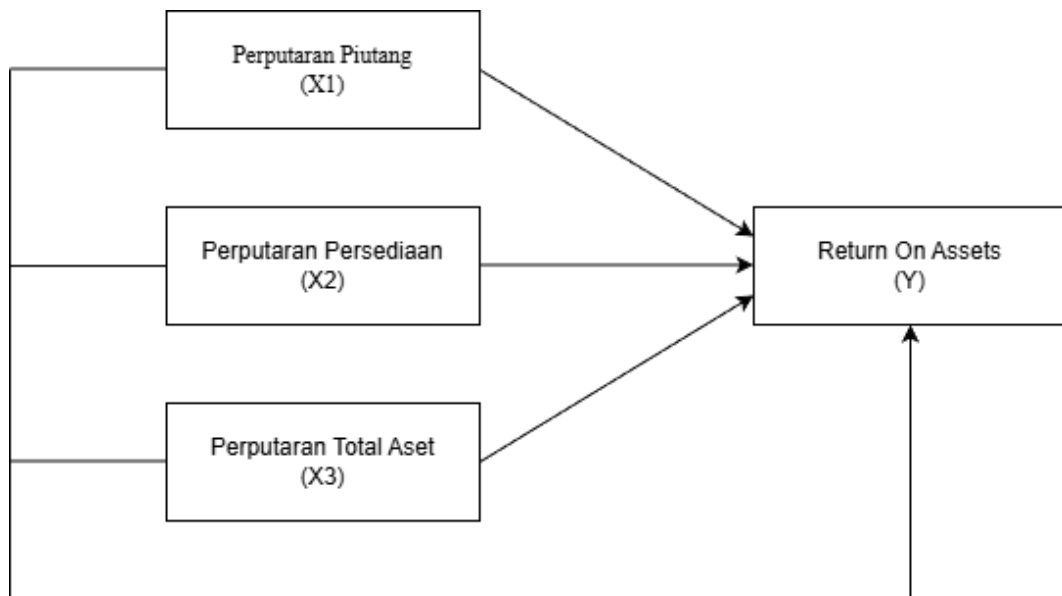 Perputaran Piutang
(X1)
Perputaran Persediaan
(X2)
Return On Assets
(Y)
Perputaran Total Aset
(X3)